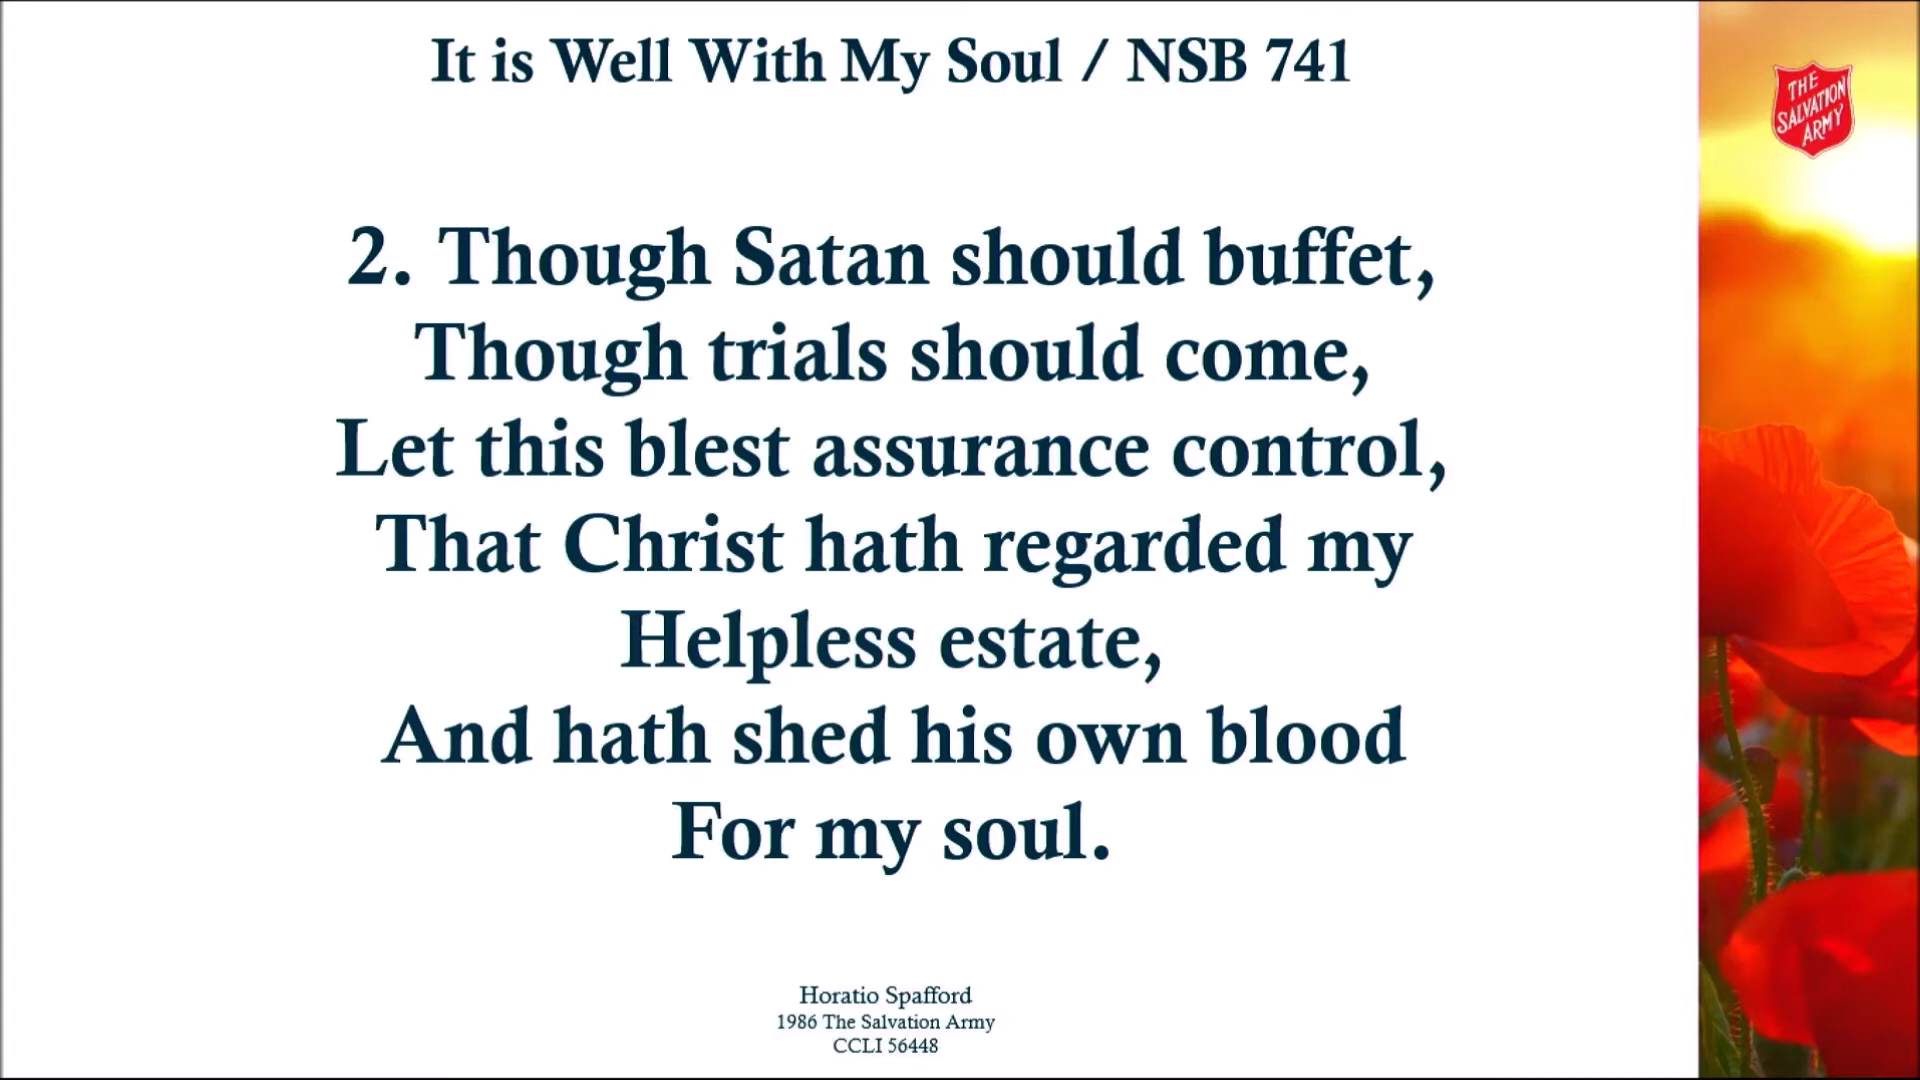 It is Well With My Soul / NSB 741
THE
SALVATION
ARMY
2. Though Satan should buffet,
Though trials should come,
Let this blest assurance control,
That Christ hath regarded my
Helpless estate,
And hath shed his own blood
For my soul.
Horatio Spafford
1986 The Salvation Army
CCLI 56448